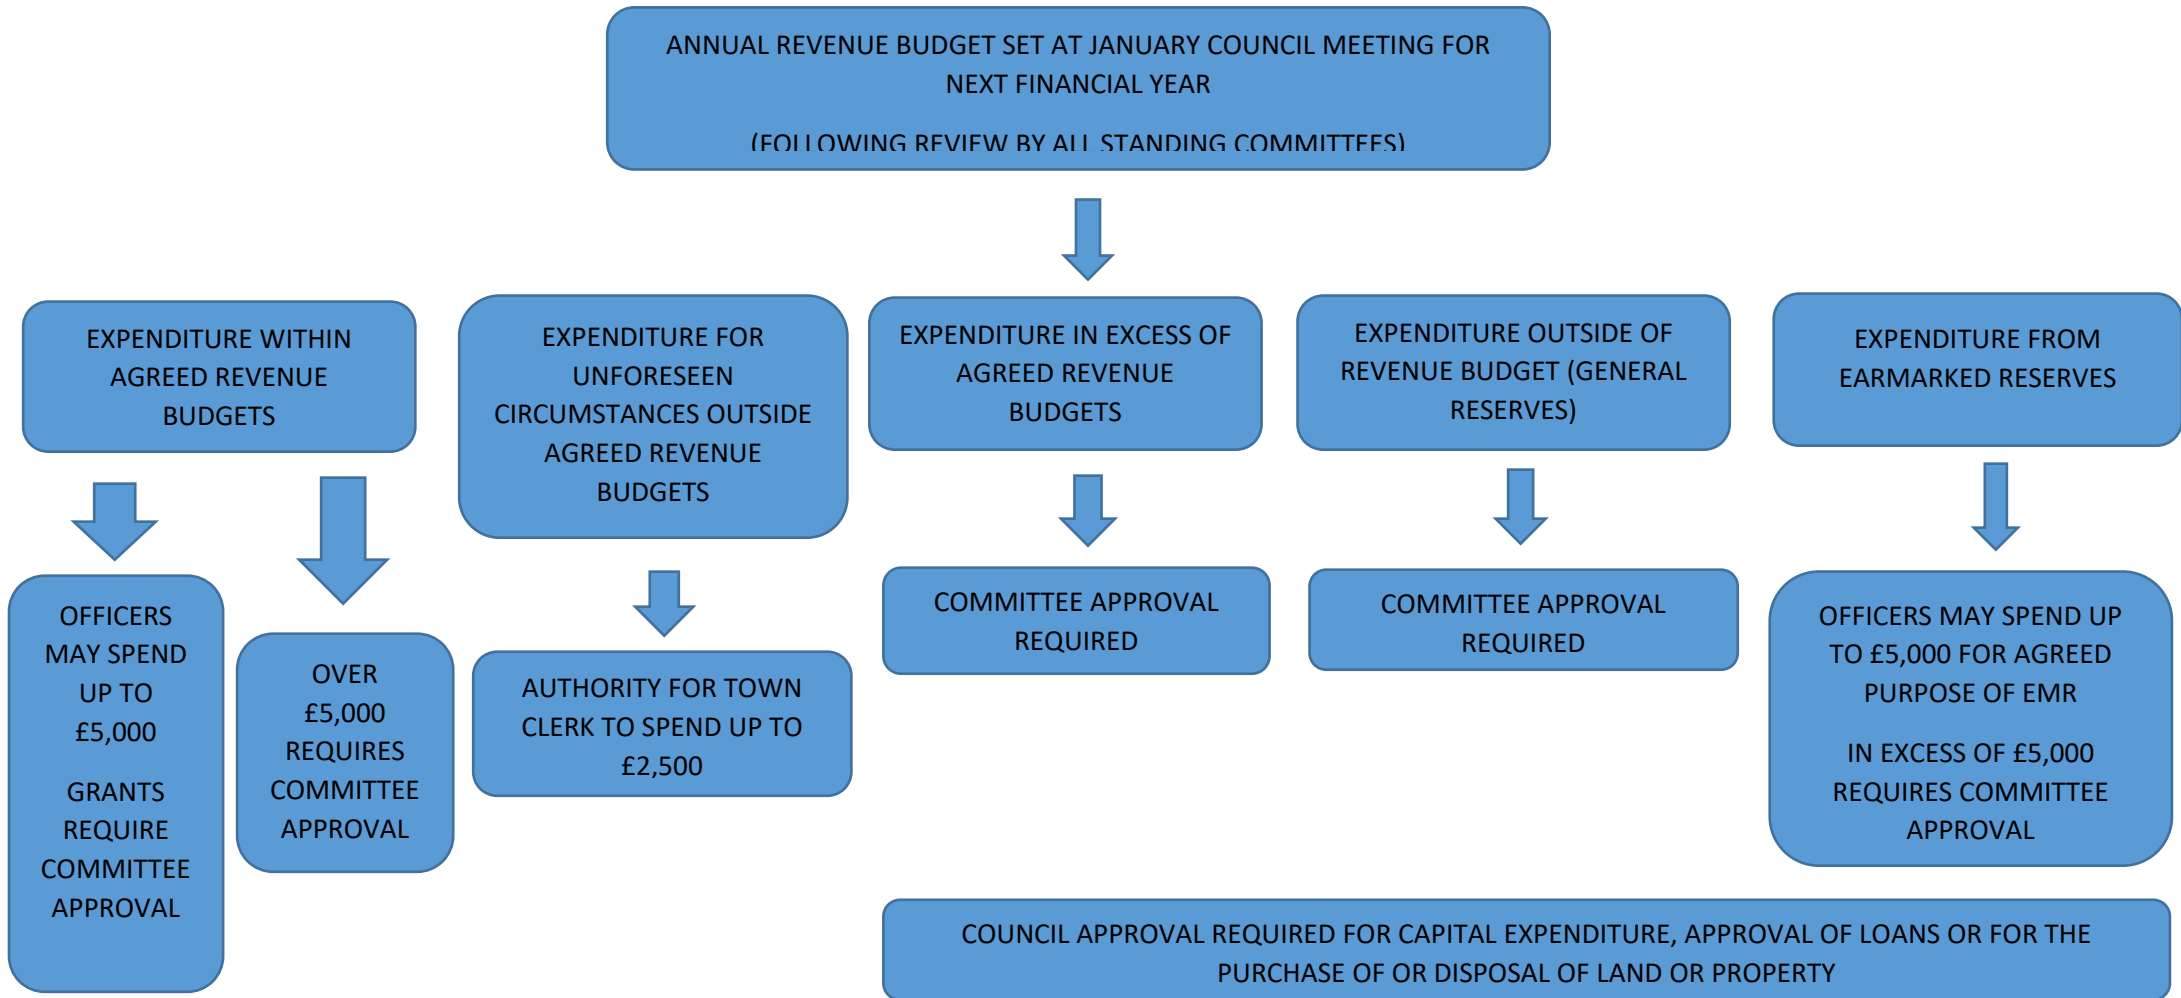 ANNUAL REVENUE BUDGET SET AT JANUARY COUNCIL MEETING FOR
NEXT FINANCIAL YEAR
(FOLLOWING REVIEW BY ALL STANDING COMMITTEES)
EXPENDITURE WITHIN
AGREED REVENUE
BUDGETS
EXPENDITURE FOR
UNFORESEEN
CIRCUMSTANCES OUTSIDE
AGREED REVENUE
BUDGETS
EXPENDITURE IN EXCESS OF
AGREED REVENUE
BUDGETS
EXPENDITURE OUTSIDE OF
REVENUE BUDGET (GENERAL
RESERVES)
EXPENDITURE FROM
EARMARKED RESERVES
OFFICERS
MAY SPEND
UP TO
£5,000
GRANTS
REQUIRE
COMMITTEE
APPROVAL
OVER
£5,000
REQUIRES
COMMITTEE
APPROVAL
AUTHORITY FOR TOWN
CLERK TO SPEND UP TO
£2,500
COMMITTEE APPROVAL
REQUIRED
COMMITTEE APPROVAL
REQUIRED
OFFICERS MAY SPEND UP
TO £5,000 FOR AGREED
PURPOSE OF EMR
IN EXCESS OF £5,000
REQUIRES COMMITTEE
APPROVAL
COUNCIL APPROVAL REQUIRED FOR CAPITAL EXPENDITURE, APPROVAL OF LOANS OR FOR THE
PURCHASE OF OR DISPOSAL OF LAND OR PROPERTY